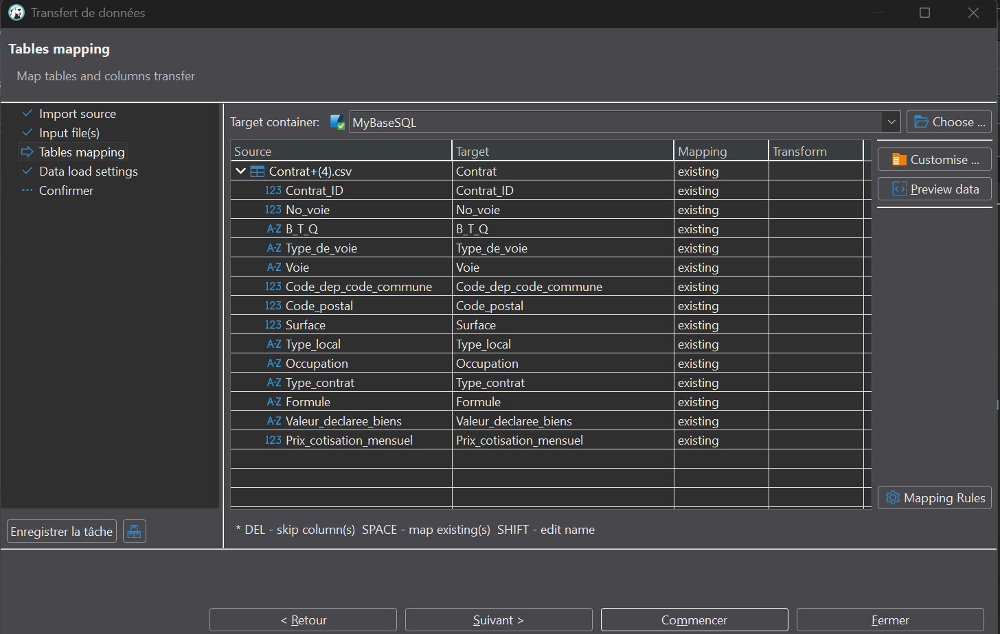 Transfert de données
Tables mapping
Map tables and columns transfer
Import source
Input file(s)
Tables mapping
Data load settings
Confirmer
Enregistrer la tâche
Target container: MyBaseSQL Choose ...
Source Target Mapping Transform
Contrat+(4).csv Contrat existing
123 Contrat_ID Contrat_ID existing
123 No_voie No_voie existing
A-Z B_T_Q B_T_Q existing
A-Z Type_de_voie Type_de_voie existing
A-Z Voie Voie existing
123 Code_dep_code_commune Code_dep_code_commune existing
123 Code_postal Code_postal existing
123 Surface Surface existing
A-Z Type_local Type_local existing
A-Z Occupation Occupation existing
A-Z Type_contrat Type_contrat existing
A-Z Formule Formule existing
A-Z Valeur_declaree_biens Valeur_declaree_biens existing
123 Prix_cotisation_mensuel Prix_cotisation_mensuel existing
Customise ...
Preview data
Mapping Rules
* DEL - skip column(s) SPACE - map existing(s) SHIFT - edit name
< Retour Suivant > Commencer Fermer